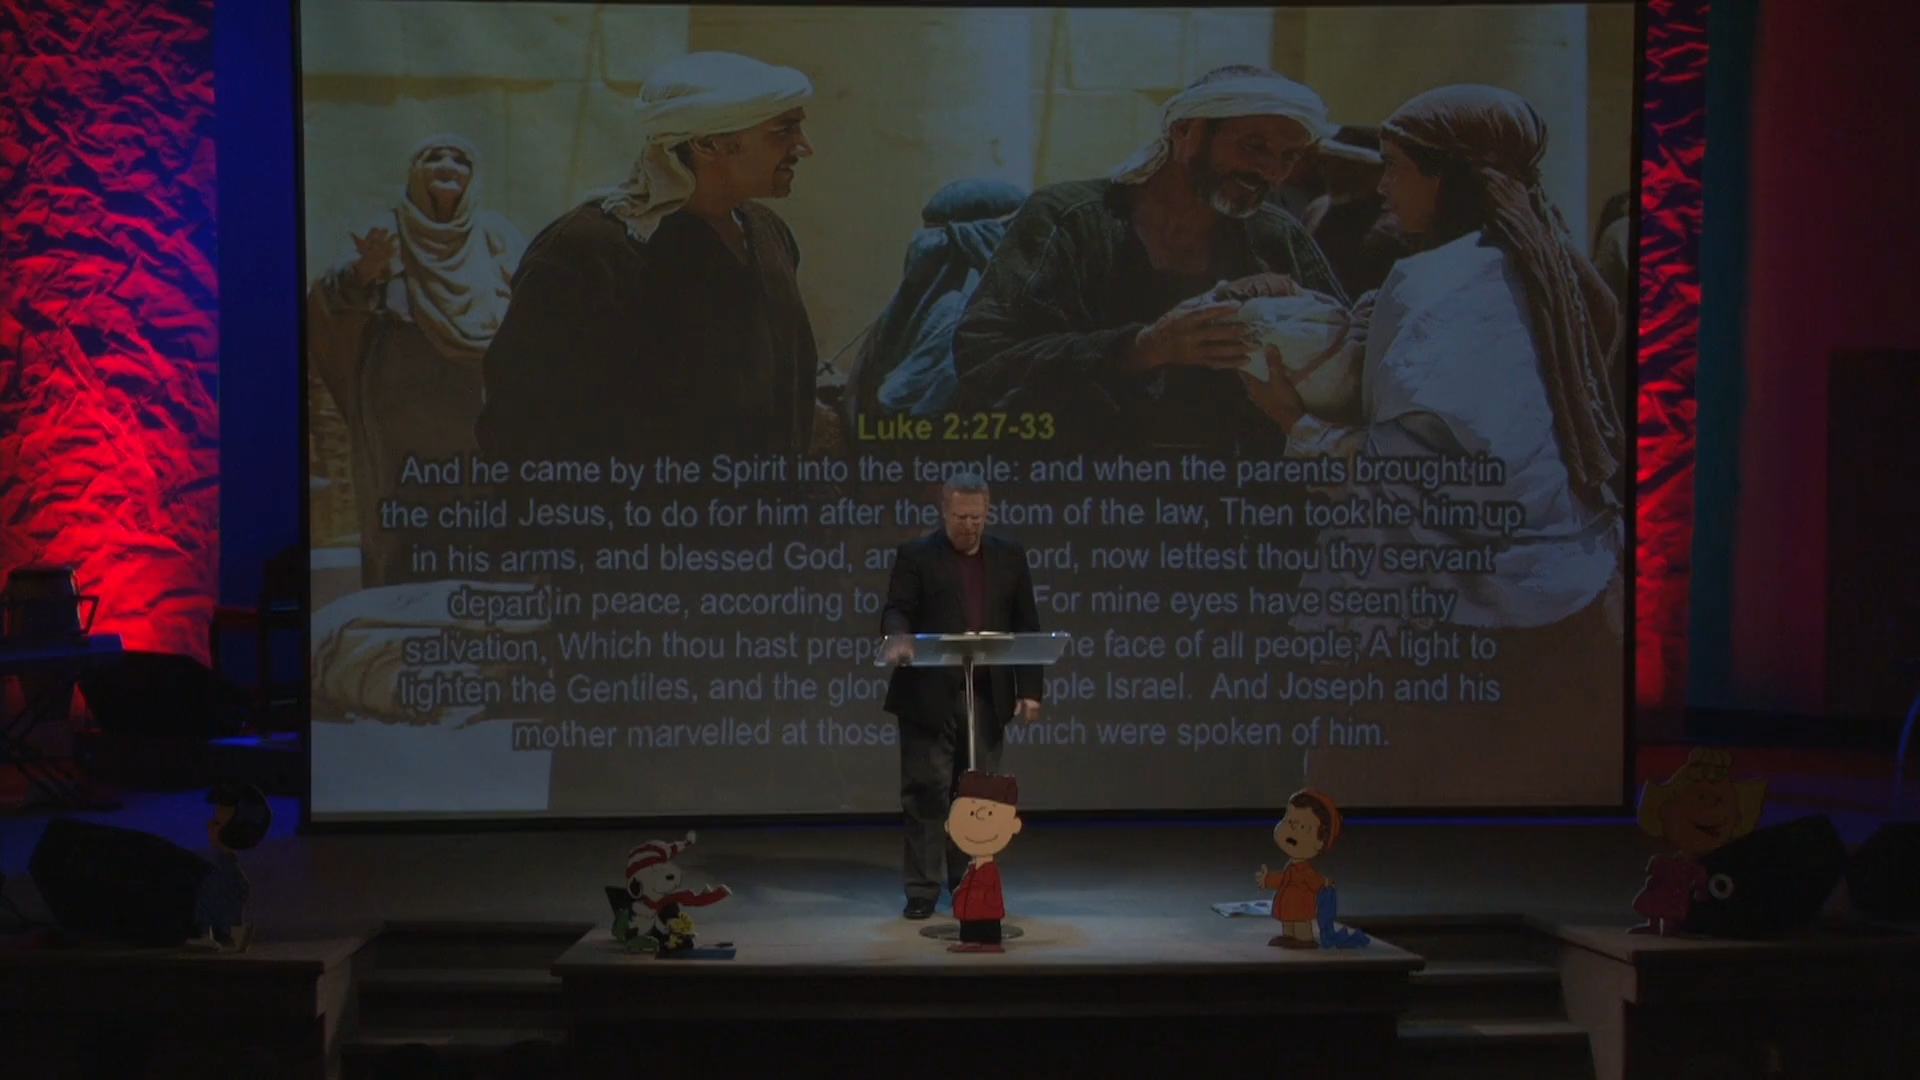 Luke 2:27-33
And he came by the Spirit into the temple: and when the parents brought in
the child Jesus, to do for him after the stom of the law, Then took he him up
in his arms, and blessed God, an ord, now lettest thou thy servant
depart in peace, according to For mine eyes have seen thy
salvation, Which thou hast prepa he face of all people; A light to
lighten the Gentiles, and the glor ople Israel. And Joseph and his
mother marvelled at those which were spoken of him.